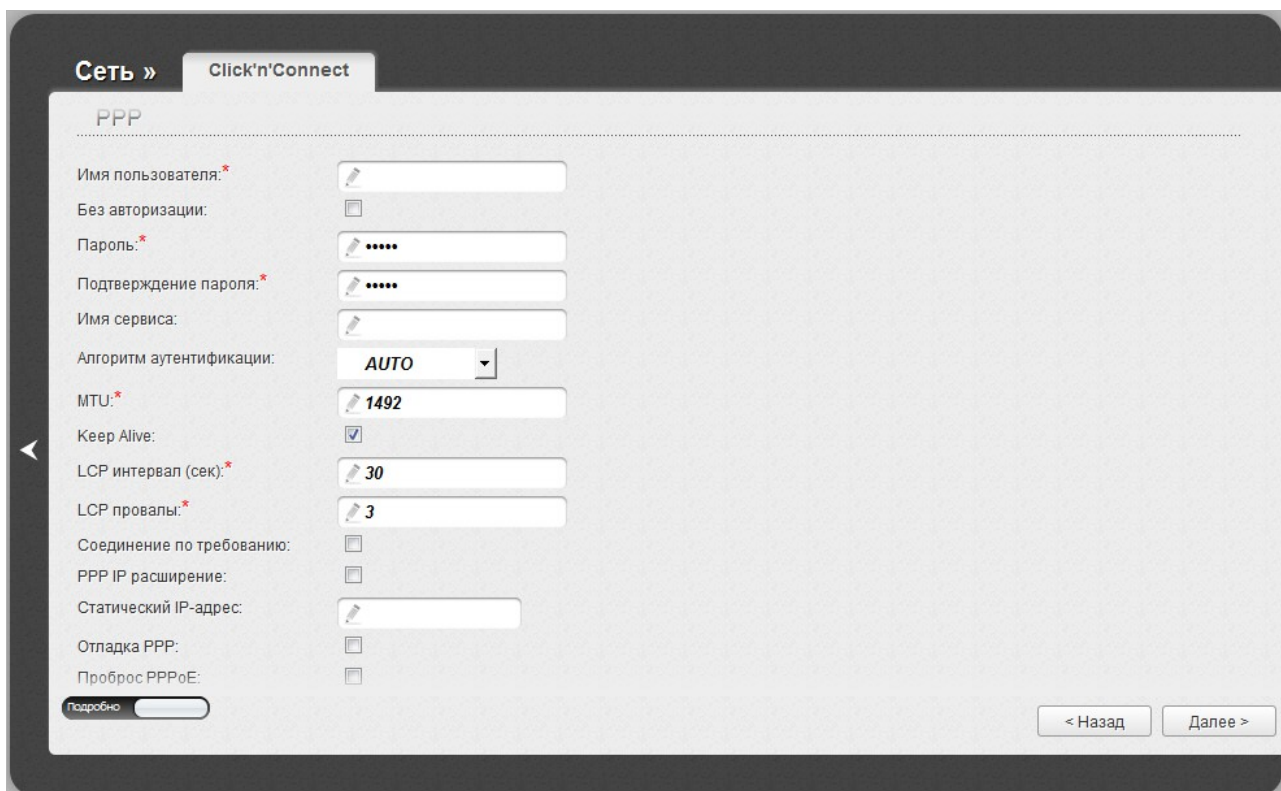 Сеть » Click'n'Connect
PPP
Имя пользователя:*
Без авторизации:
Пароль:* •••••
Подтверждение пароля:* •••••
Имя сервиса:
Алгоритм аутентификации: AUTO
MTU:* 1492
Keep Alive:
LCP интервал (сек):* 30
LCP провалы:* 3
Соединение по требованию:
PPP IP расширение:
Статический IP-адрес:
Отладка PPP:
Проброс PPPoE:
Подробно
< Назад Далее >